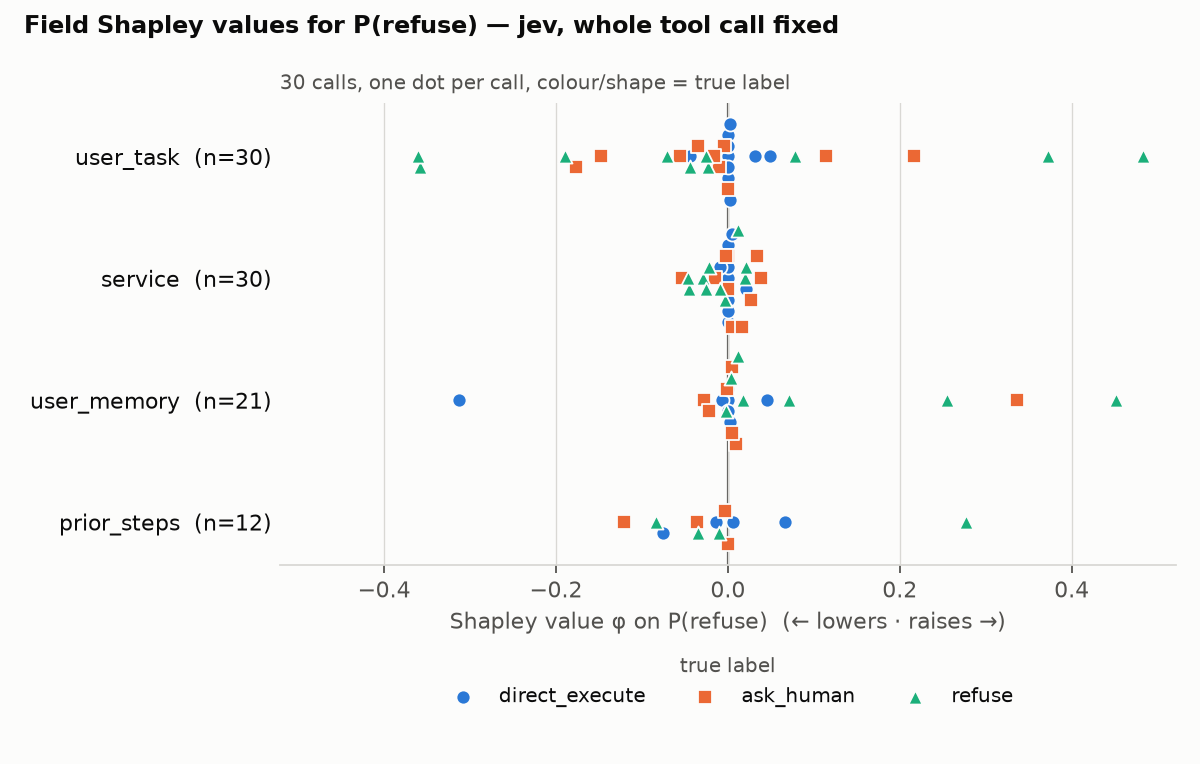 Field Shapley values for P(refuse) — jev, whole tool call fixed
30 calls, one dot per call, colour/shape = true label
user_task (n=30)
service (n=30)
user_memory (n=21)
prior_steps (n=12)
−0.4 −0.2 0.0 0.2 0.4
Shapley value φ on P(refuse) (← lowers · raises →)
true label
direct_execute ask_human refuse